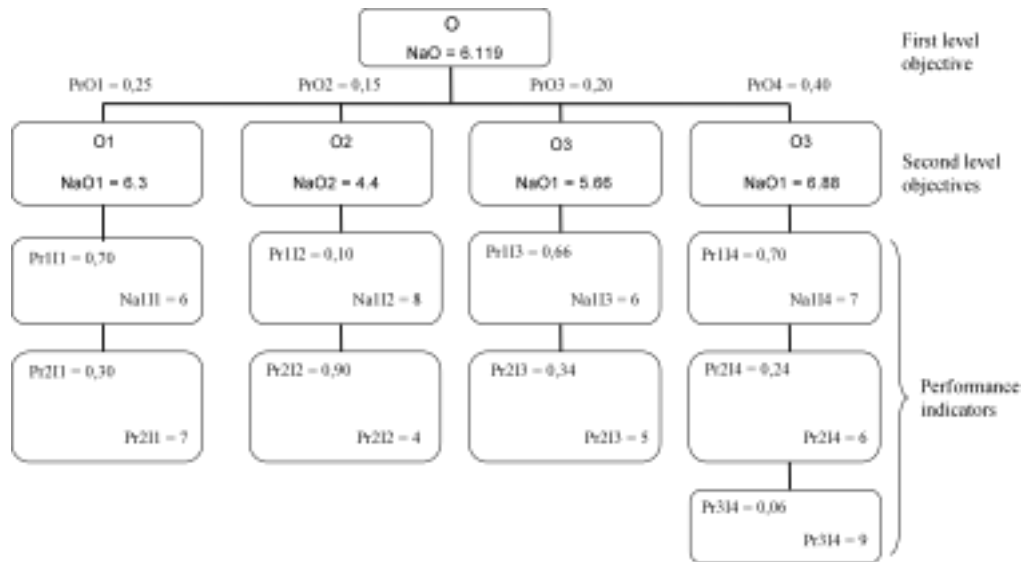 O
NaO = 6.119
First level
objective
PrO1 = 0,25
PrO2 = 0,15
PrO3 = 0,20
PrO4 = 0,40
O1
NaO1 = 6.3
O2
NaO2 = 4.4
O3
NaO1 = 5.66
O3
NaO1 = 6.88
Second level
objectives
Pr1I1 = 0,70
Na1I1 = 6
Pr1I2 = 0,10
Na1I2 = 8
Pr1I3 = 0,66
Na1I3 = 6
Pr1I4 = 0,70
Na1I4 = 7
Pr2I1 = 0,30
Pr2I1 = 7
Pr2I2 = 0,90
Pr2I2 = 4
Pr2I3 = 0,34
Pr2I3 = 5
Pr2I4 = 0,24
Pr2I4 = 6
Performance
indicators
Pr3I4 = 0,06
Pr3I4 = 9